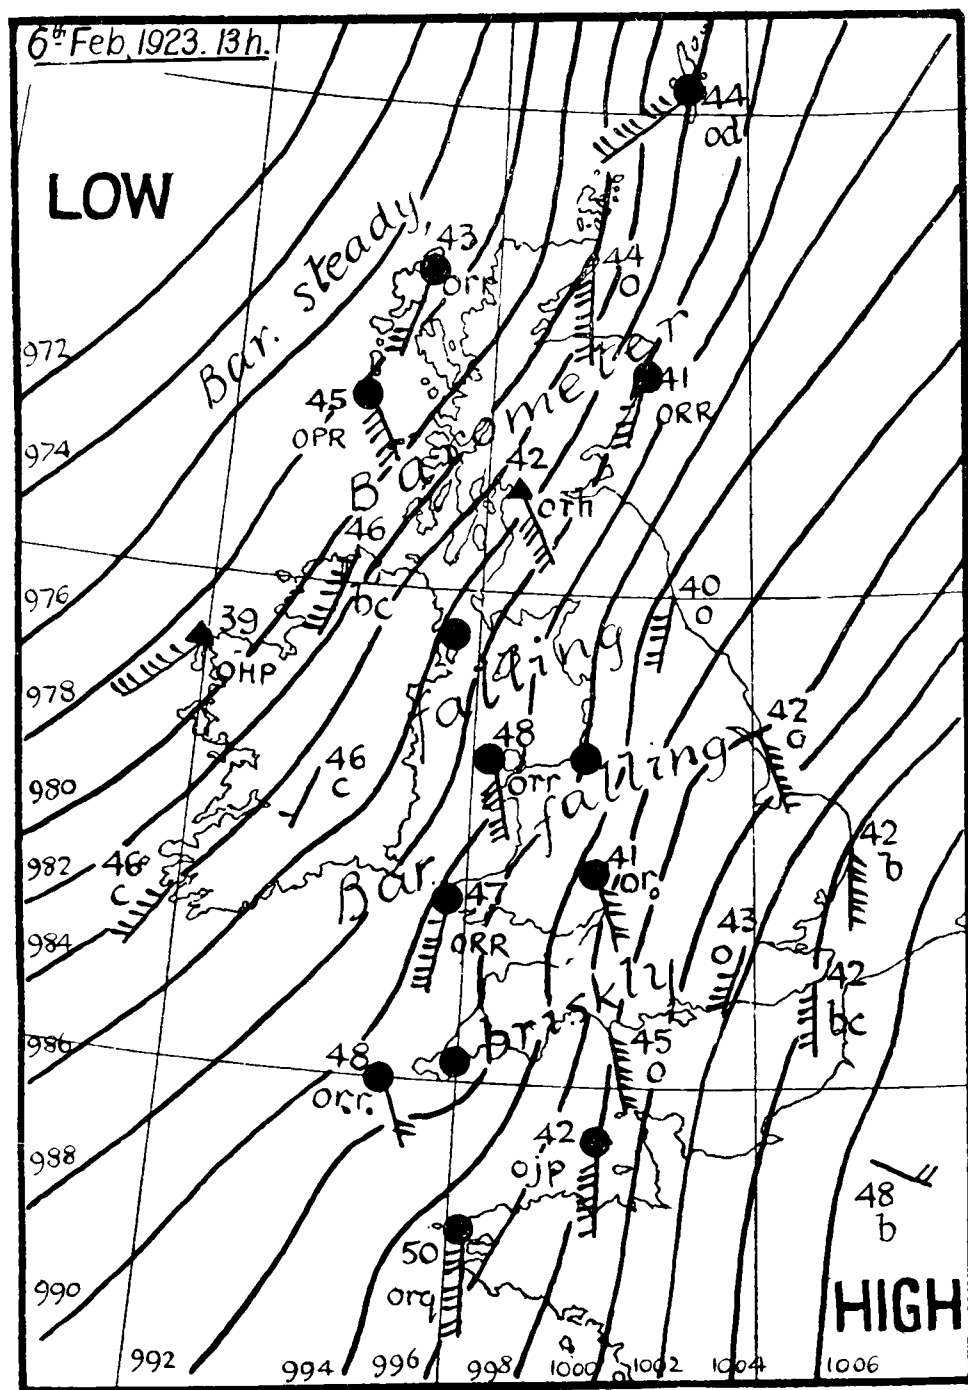 6th Feb, 1923. 13h.
44
od
LOW
Bar. steady,
43
orr
44
o
972
45
OPR
41
ORR
Barometer
974
42
orh
46
bc
976
40
o
39
OHP
falling
978
42
o
48
orr
falling
46
c
980
42
b
982
46
c
41
or.
Bar.
47
ORR
43
o
984
42
bc
briskly
986
45
o
48
orr.
42
ojp
988
48
b
50
orq
990
HIGH
992
994
996
998
1000
1002
1004
1006